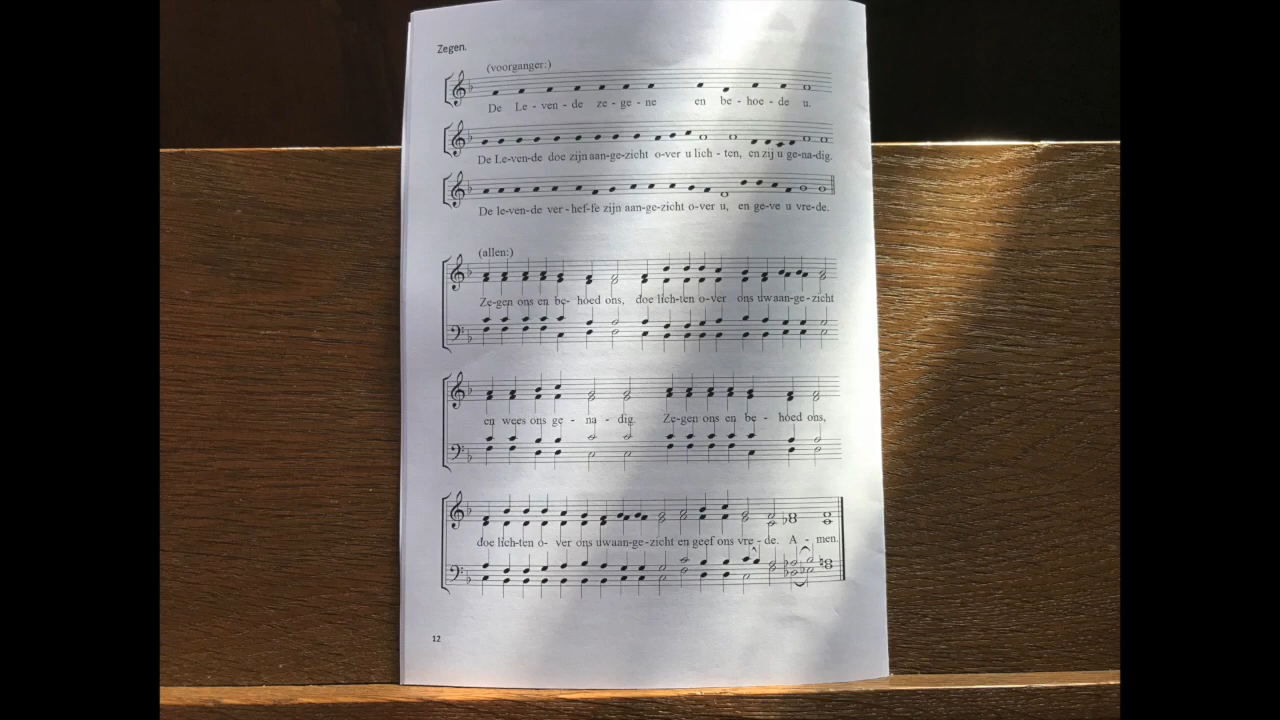 Zegen.
(voorganger:)
De Le - ven - de ze - ge - ne en be - hoe - de u.
De Le-ven-de doe zijn aan-ge-zicht o-ver u lich - ten, en zij u ge-na-dig.
De le-ven-de ver - hef-fe zijn aan-ge-zicht o-ver u, en ge-ve u vre-de.
(allen:)
Ze-gen ons en be- hoed ons, doe lich-ten o-ver ons uw aan-ge-zicht
en wees ons ge - na - dig. Ze-gen ons en be - hoed ons,
doe lich-ten o- ver ons uw aan-ge-zicht en geef ons vre - de. A - men.
12